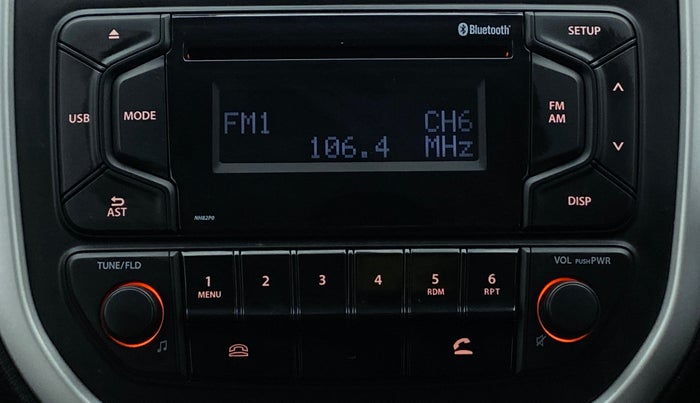 Bluetooth®
SETUP
USB
MODE
FM1 CH6
106.4 MHz
FM
AM
AST
DISP
NH82P0
TUNE/FLD
VOL PUSH PWR
1
MENU
2
3
4
5
RDM
6
RPT